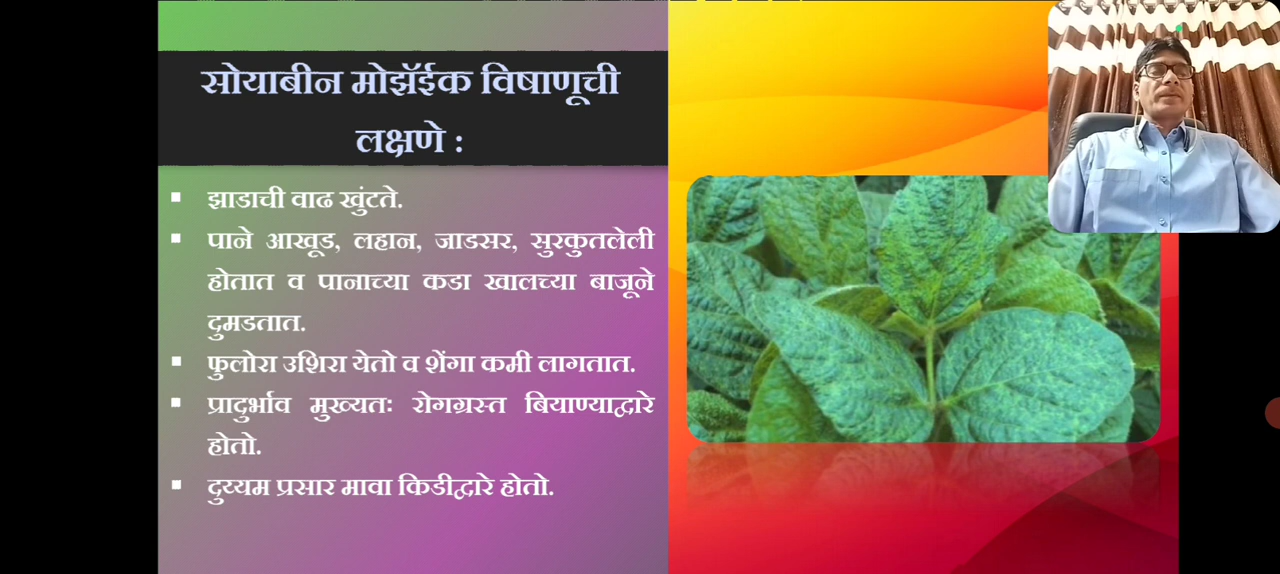 सोयाबीन मोझॅईक विषाणूची
लक्षणे :
▪ झाडाची वाढ खुंटते.
▪ पाने आखूड, लहान, जाडसर, सुरकुतलेली
होतात व पानाच्या कडा खालच्या बाजूने
दुमडतात.
▪ फुलोरा उशिरा येतो व शेंगा कमी लागतात.
▪ प्रादुर्भाव मुख्यतः रोगग्रस्त बियाण्याद्वारे
होतो.
▪ दुय्यम प्रसार मावा किडीद्वारे होतो.